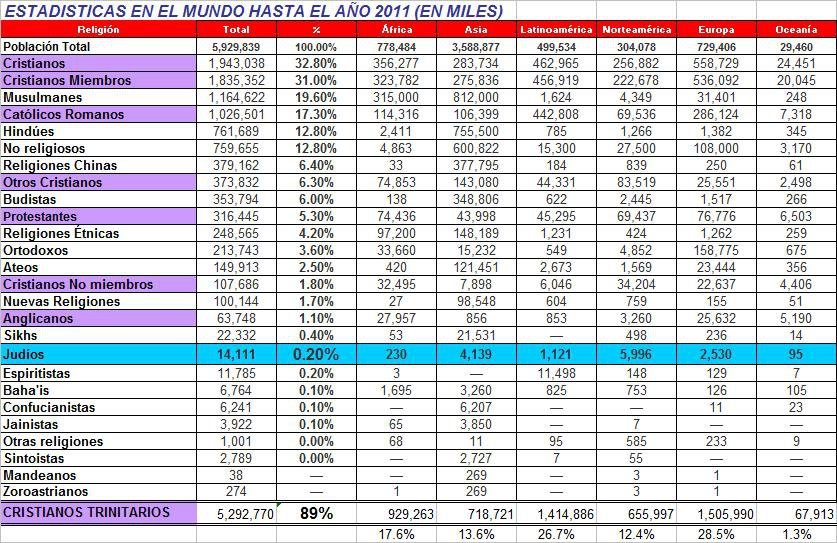 ESTADISTICAS EN EL MUNDO HASTA EL AÑO 2011 (EN MILES)
Religión Total % África Asia Latinoamérica Norteamérica Europa Oceanía
Población Total 5,929,839 100.00% 778,484 3,588,877 499,534 304,078 729,406 29,460
Cristianos 1,943,038 32.80% 356,277 283,734 462,965 256,882 558,729 24,451
Cristianos Miembros 1,835,352 31.00% 323,782 275,836 456,919 222,678 536,092 20,045
Musulmanes 1,164,622 19.60% 315,000 812,000 1,624 4,349 31,401 248
Católicos Romanos 1,026,501 17.30% 114,316 106,399 442,808 69,536 286,124 7,318
Hindúes 761,689 12.80% 2,411 755,500 785 1,266 1,382 345
No religiosos 759,655 12.80% 4,863 600,822 15,300 27,500 108,000 3,170
Religiones Chinas 379,162 6.40% 33 377,795 184 839 250 61
Otros Cristianos 373,832 6.30% 74,853 143,080 44,331 83,519 25,551 2,498
Budistas 353,794 6.00% 138 348,806 622 2,445 1,517 266
Protestantes 316,445 5.30% 74,436 43,998 45,295 69,437 76,776 6,503
Religiones Étnicas 248,565 4.20% 97,200 148,189 1,231 424 1,262 259
Ortodoxos 213,743 3.60% 33,660 15,232 549 4,852 158,775 675
Ateos 149,913 2.50% 420 121,451 2,673 1,569 23,444 356
Cristianos No miembros 107,686 1.80% 32,495 7,898 6,046 34,204 22,637 4,406
Nuevas Religiones 100,144 1.70% 27 98,548 604 759 155 51
Anglicanos 63,748 1.10% 27,957 856 853 3,260 25,632 5,190
Sikhs 22,332 0.40% 53 21,531 — 498 236 14
Judíos 14,111 0.20% 230 4,139 1,121 5,996 2,530 95
Espiritistas 11,785 0.20% 3 — 11,498 148 129 7
Baha'is 6,764 0.10% 1,695 3,260 825 753 126 105
Confucianistas 6,241 0.10% — 6,207 — — 11 23
Jainistas 3,922 0.10% 65 3,850 — 7 — —
Otras religiones 1,001 0.00% 68 11 95 585 233 9
Sintoistas 2,789 0.00% — 2,727 7 55 — —
Mandeanos 38 — — 269 — 3 1 —
Zoroastrianos 274 — 1 269 — 3 1 —
CRISTIANOS TRINITARIOS 5,292,770 89% 929,263 718,721 1,414,886 655,997 1,505,990 67,913
17.6% 13.6% 26.7% 12.4% 28.5% 1.3%